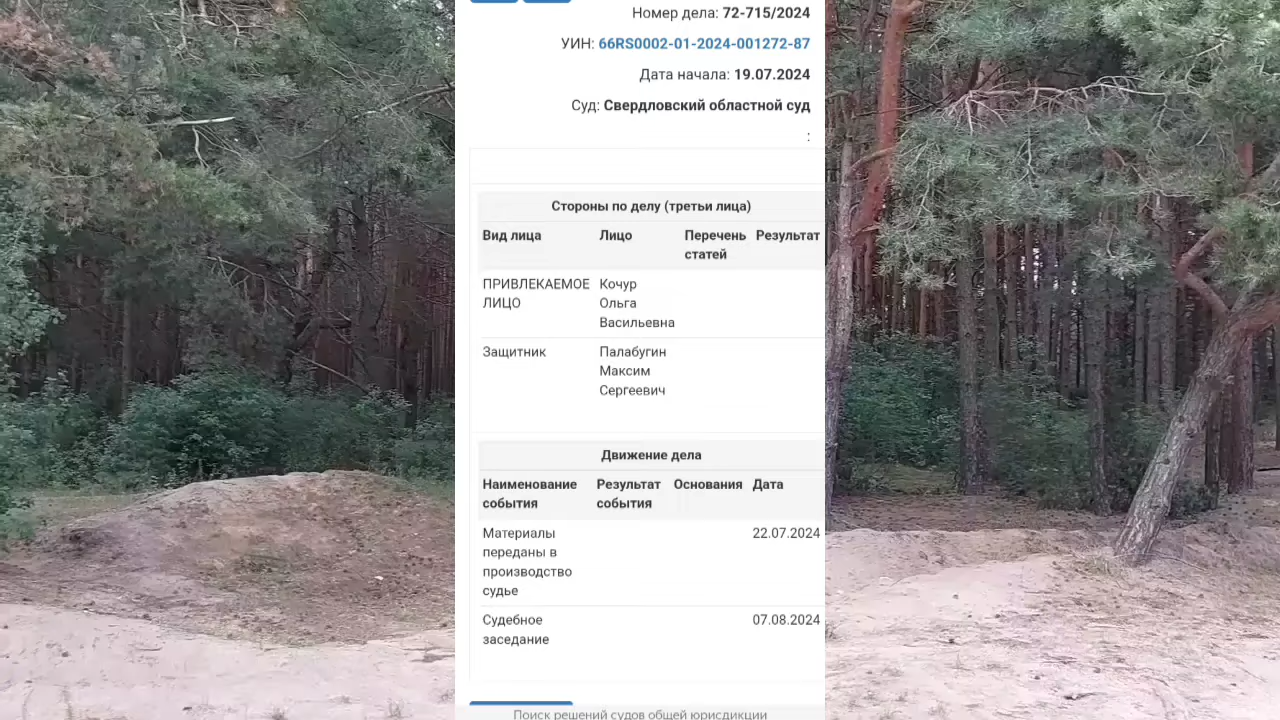 Номер дела: 72-715/2024
УИН: 66RS0002-01-2024-001272-87
Дата начала: 19.07.2024
Суд: Свердловский областной суд
:
Стороны по делу (третьи лица)
Вид лица Лицо Перечень статей Результат
ПРИВЛЕКАЕМОЕ ЛИЦО Кочур Ольга Васильевна
Защитник Палабугин Максим Сергеевич
Движение дела
Наименование события Результат события Основания Дата
Материалы переданы в производство судье 22.07.2024
Судебное заседание 07.08.2024
Поиск решений судов общей юрисдикции